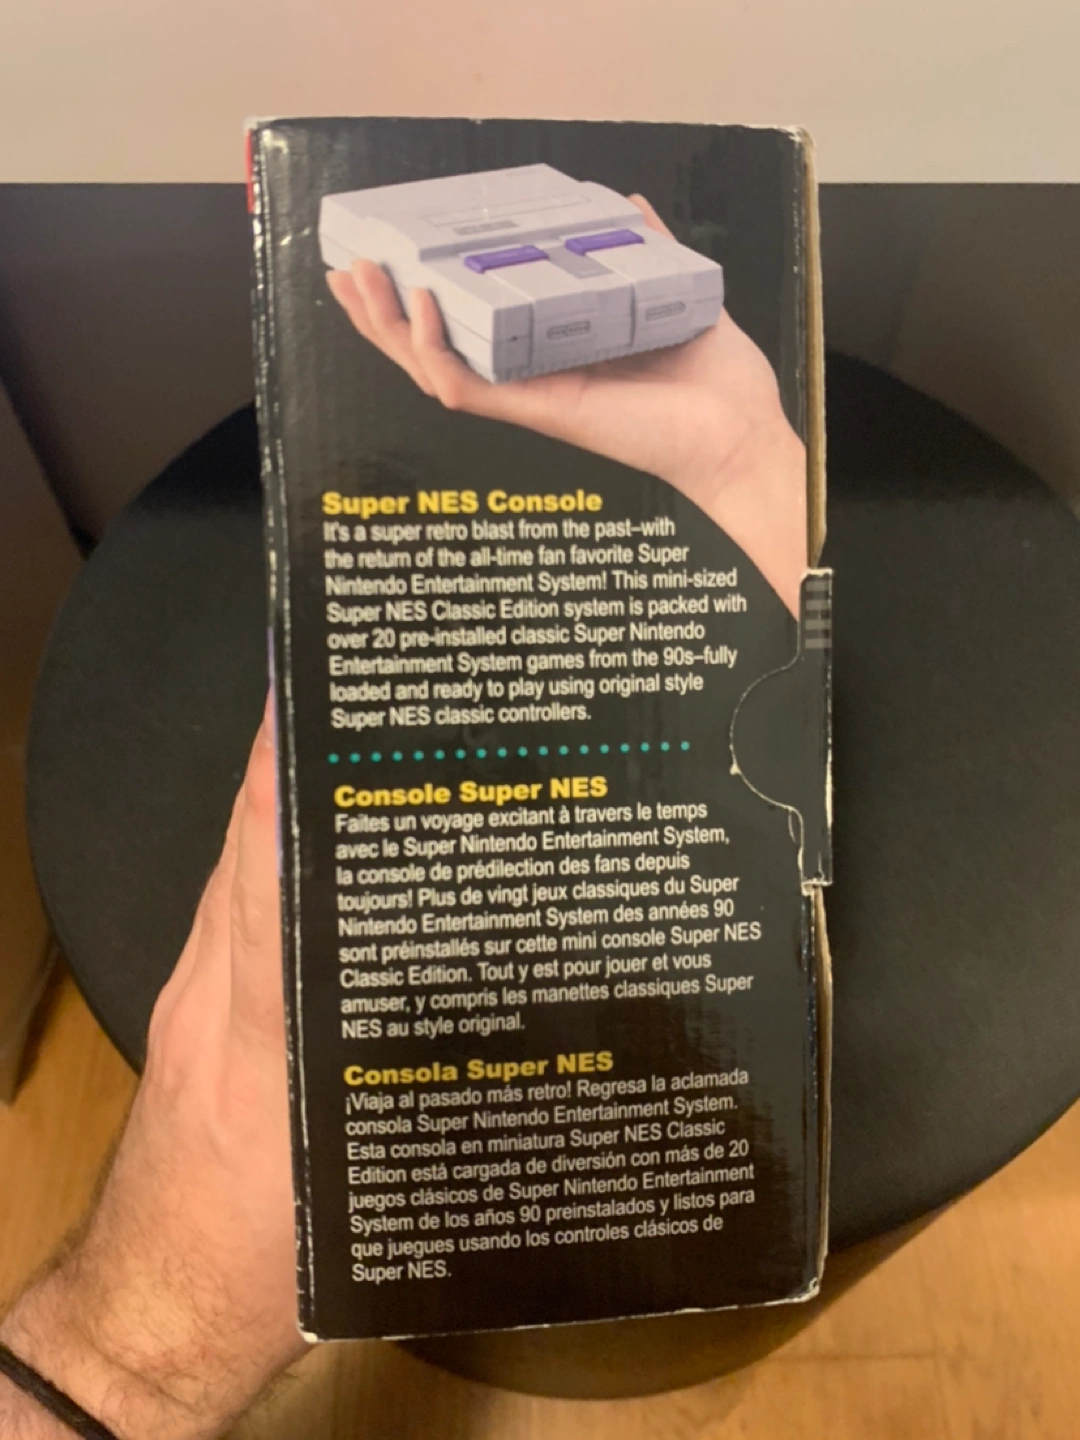 Super NES Console
It's a super retro blast from the past–with
the return of the all-time fan favorite Super
Nintendo Entertainment System! This mini-sized
Super NES Classic Edition system is packed with
over 20 pre-installed classic Super Nintendo
Entertainment System games from the 90s–fully
loaded and ready to play using original style
Super NES classic controllers.
Console Super NES
Faites un voyage excitant à travers le temps
avec le Super Nintendo Entertainment System,
la console de prédilection des fans depuis
toujours! Plus de vingt jeux classiques du Super
Nintendo Entertainment System des années 90
sont préinstallés sur cette mini console Super NES
Classic Edition. Tout y est pour jouer et vous
amuser, y compris les manettes classiques Super
NES au style original.
Consola Super NES
¡Viaja al pasado más retro! Regresa la aclamada
consola Super Nintendo Entertainment System.
Esta consola en miniatura Super NES Classic
Edition está cargada de diversión con más de 20
juegos clásicos de Super Nintendo Entertainment
System de los años 90 preinstalados y listos para
que juegues usando los controles clásicos de
Super NES.